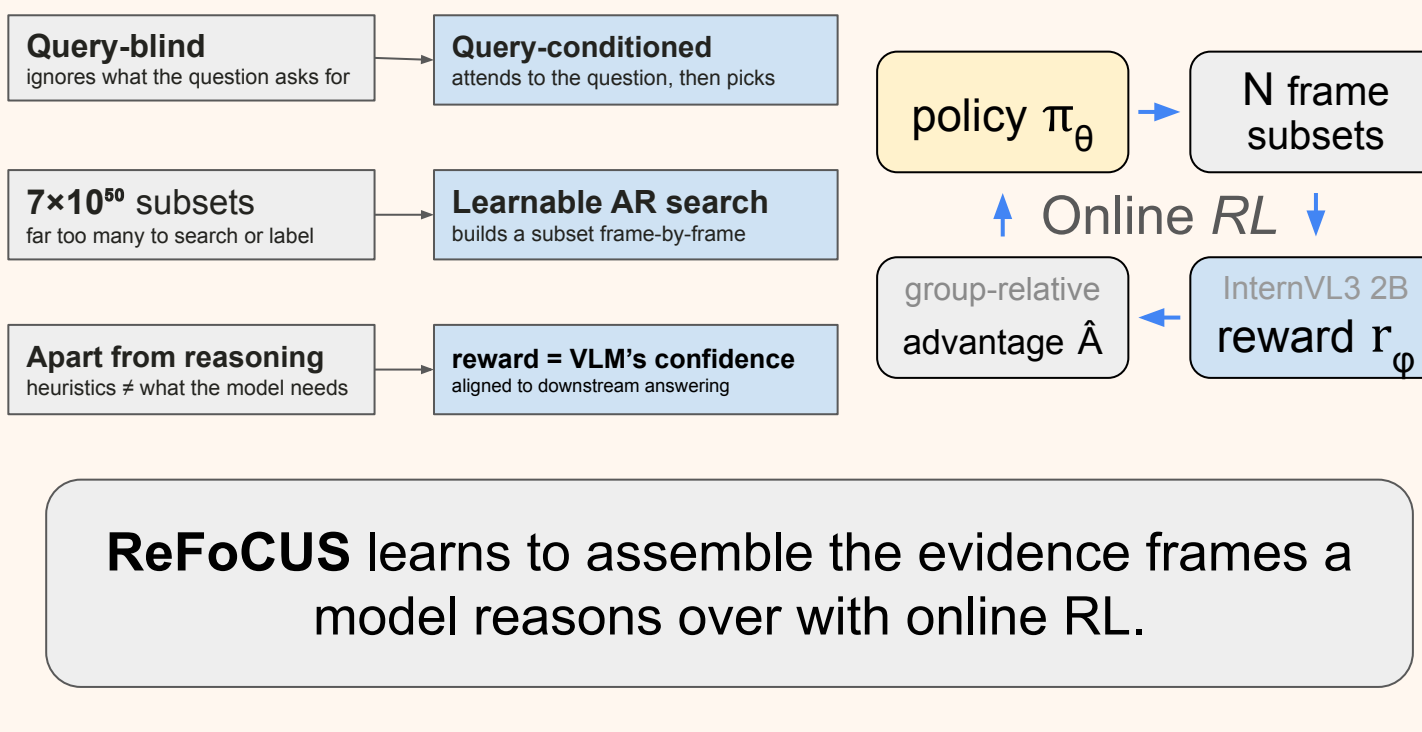 Query-blind
ignores what the question asks for
Query-conditioned
attends to the question, then picks
7×10⁵⁰ subsets
far too many to search or label
Learnable AR search
builds a subset frame-by-frame
Apart from reasoning
heuristics ≠ what the model needs
reward = VLM’s confidence
aligned to downstream answering
policy π_θ
N frame
subsets
Online RL
group-relative
advantage Â
InternVL3 2B
reward r_φ
ReFoCUS learns to assemble the evidence frames a
model reasons over with online RL.